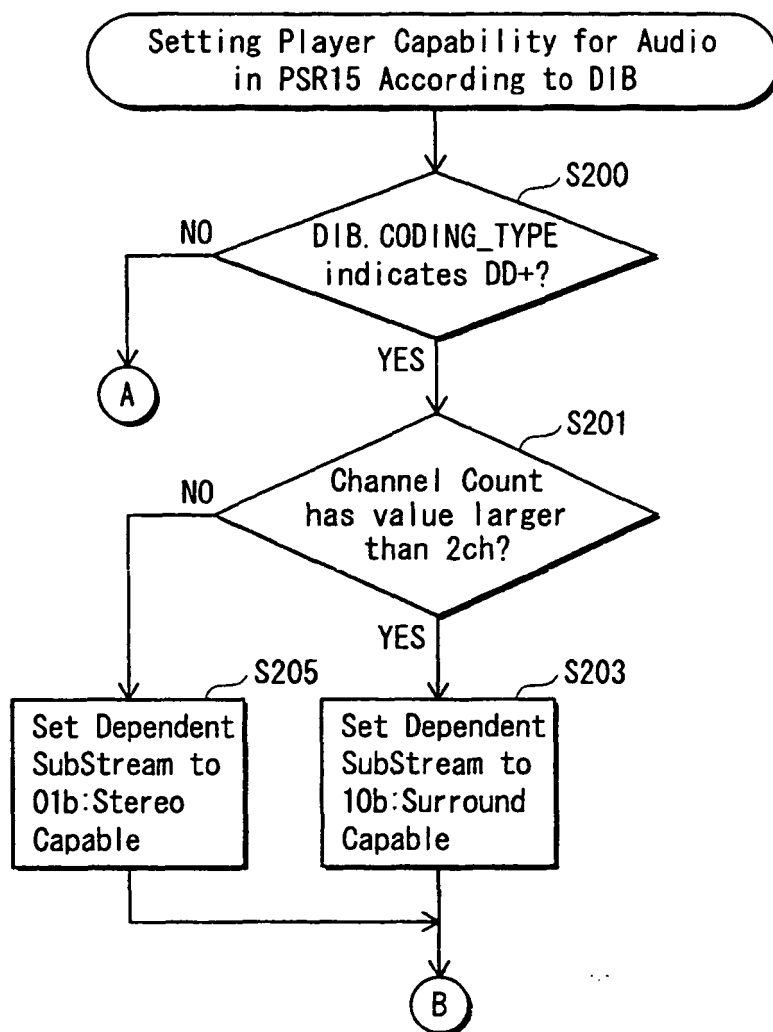 Setting Player Capability for Audio
in PSR15 According to DIB
S200
NO
DIB.CODING_TYPE
indicates DD+?
YES
A
S201
NO
Channel Count
has value larger
than 2ch?
YES
S205
S203
Set Dependent
SubStream to
01b:Stereo
Capable
Set Dependent
SubStream to
10b:Surround
Capable
B